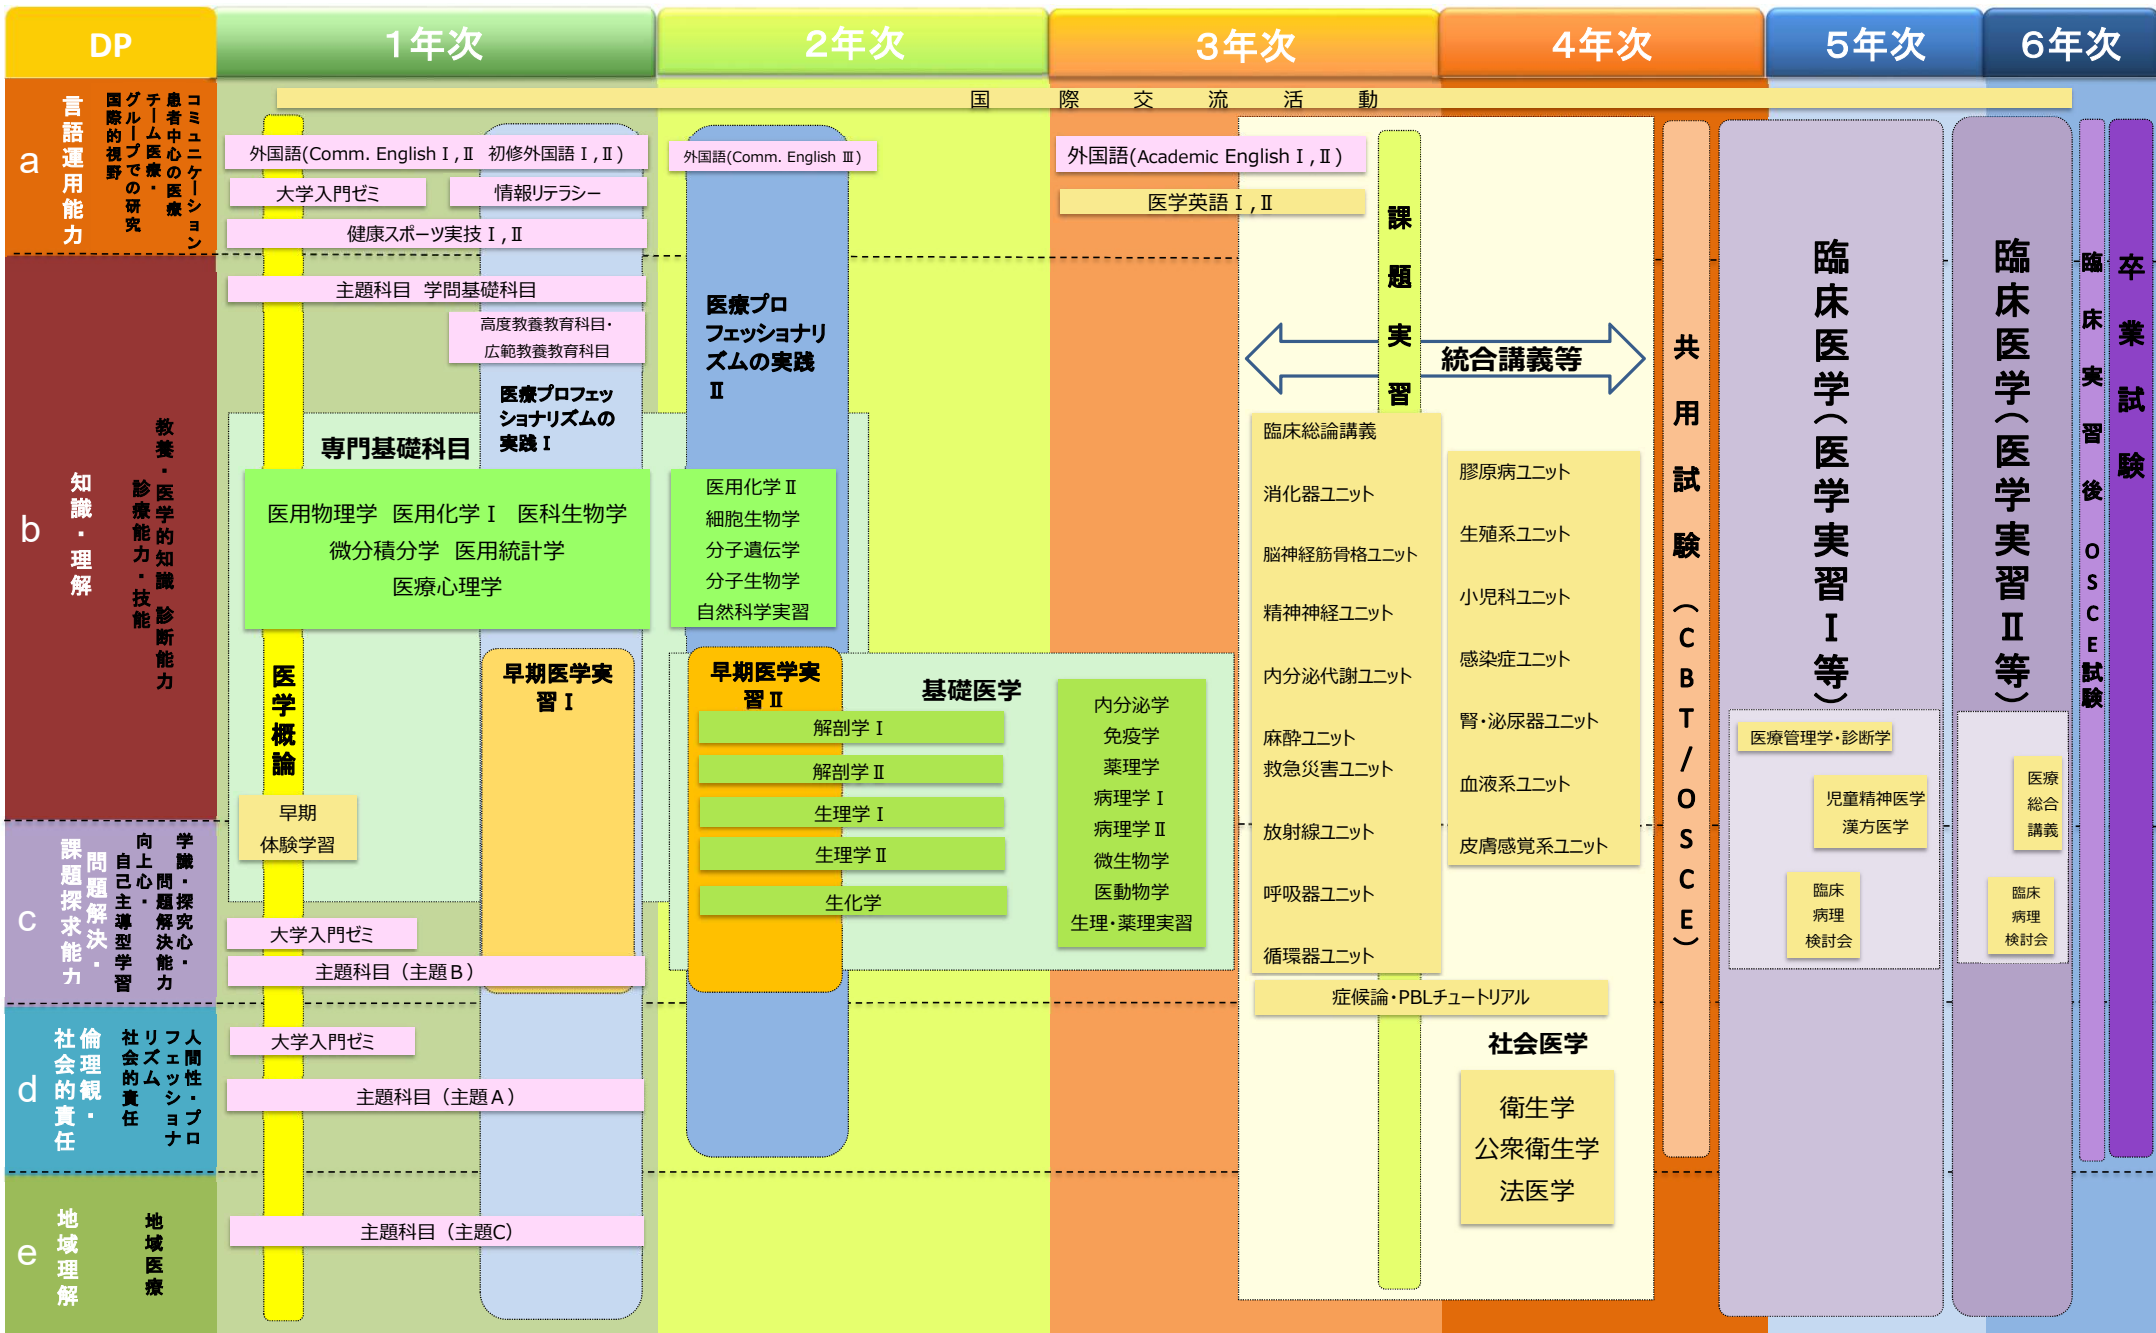 DP
1年次
2年次
3年次
4年次
5年次
6年次
国際交流活動
a
言語運用能力
コミュニケーション
患者中心の医療
チーム医療・
グループでの研究
国際的視野
外国語(Comm. English Ⅰ,Ⅱ 初修外国語Ⅰ,Ⅱ)
大学入門ゼミ
情報リテラシー
健康スポーツ実技Ⅰ,Ⅱ
外国語(Comm. English Ⅲ)
外国語(Academic English Ⅰ,Ⅱ)
医学英語Ⅰ,Ⅱ
b
知識・理解
教養・医学的知識 診断能力
診療能力・技能
主題科目 学問基礎科目
高度教養教育科目・
広範教養教育科目
医療プロフェッ
ショナリズムの
実践Ⅰ
専門基礎科目
医用物理学 医用化学Ⅰ 医科生物学
微分積分学 医用統計学
医療心理学
医学概論
早期医学実
習Ⅰ
早期
体験学習
医療プロ
フェッショナリ
ズムの実践
Ⅱ
医用化学Ⅱ
細胞生物学
分子遺伝学
分子生物学
自然科学実習
早期医学実
習Ⅱ
基礎医学
解剖学Ⅰ
解剖学Ⅱ
生理学Ⅰ
生理学Ⅱ
生化学
内分泌学
免疫学
薬理学
病理学Ⅰ
病理学Ⅱ
微生物学
医動物学
生理・薬理実習
課題実習
統合講義等
臨床総論講義
消化器ユニット
脳神経筋骨格ユニット
精神神経ユニット
内分泌代謝ユニット
麻酔ユニット
救急災害ユニット
放射線ユニット
呼吸器ユニット
循環器ユニット
膠原病ユニット
生殖系ユニット
小児科ユニット
感染症ユニット
腎・泌尿器ユニット
血液系ユニット
皮膚感覚系ユニット
症候論・PBLチュートリアル
社会医学
衛生学
公衆衛生学
法医学
共用試験(CBT/OSCE)
臨床医学(医学実習Ⅰ等)
医療管理学・診断学
児童精神医学
漢方医学
臨床
病理
検討会
臨床医学(医学実習Ⅱ等)
医療
総合
講義
臨床
病理
検討会
臨床実習後 OSCE試験
卒業試験
c
問題解決・
課題探求能力
学識・探究心・
問題解決能力
向上心・
自己主導型学習
大学入門ゼミ
主題科目(主題B)
d
倫理観・
社会的責任
人間性・プロ
フェッショナ
リズム
社会的責任
大学入門ゼミ
主題科目(主題A)
e
地域理解
地域医療
主題科目(主題C)